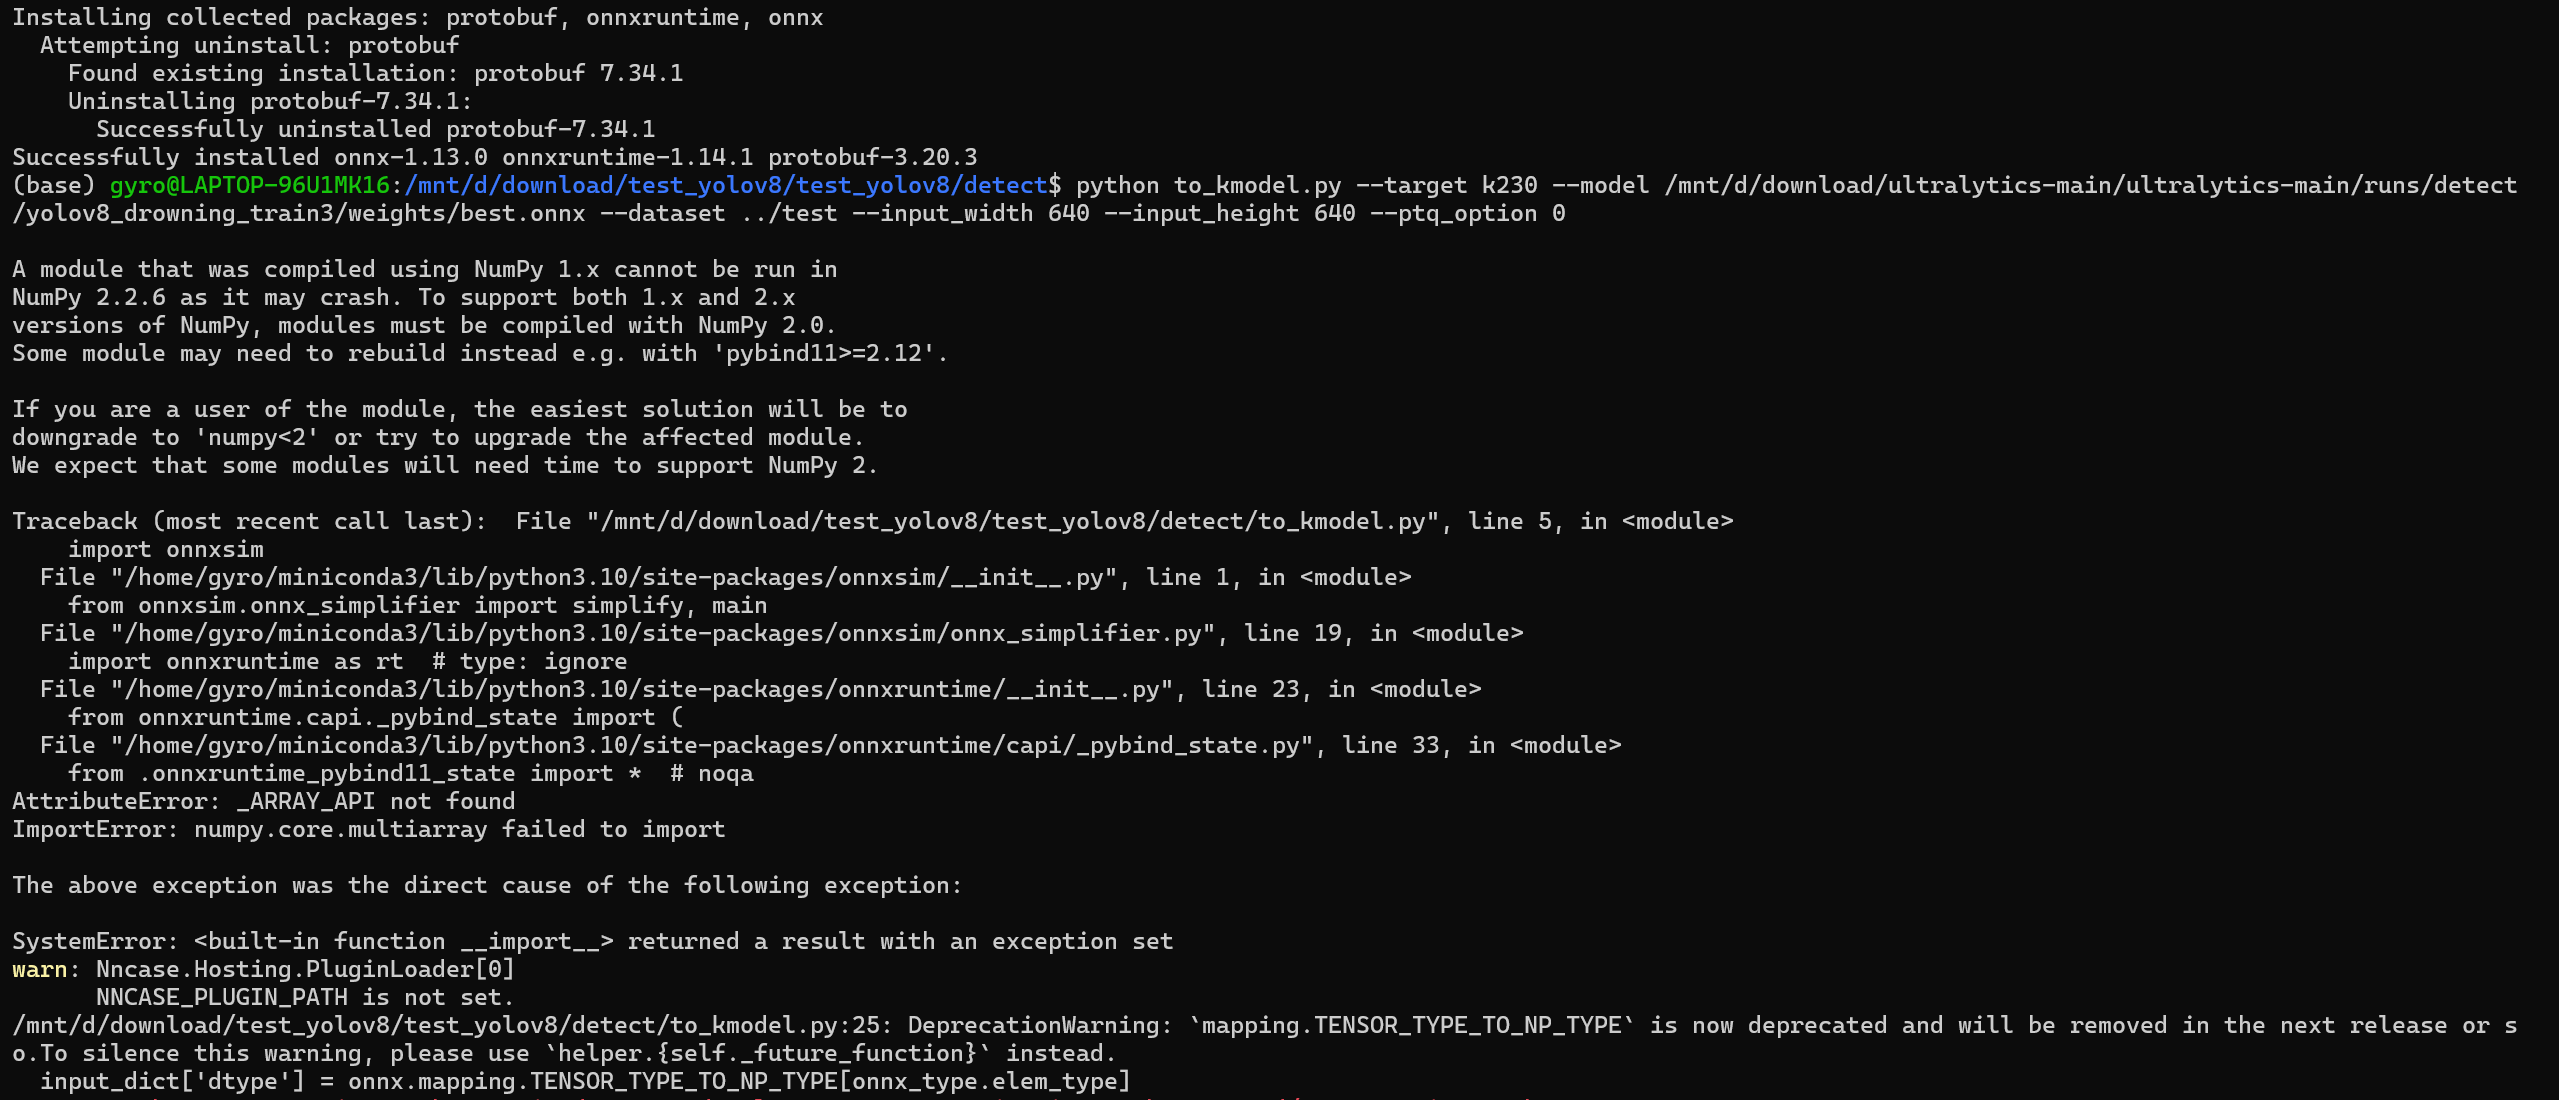 Installing collected packages: protobuf, onnxruntime, onnx
  Attempting uninstall: protobuf
    Found existing installation: protobuf 7.34.1
    Uninstalling protobuf-7.34.1:
      Successfully uninstalled protobuf-7.34.1
Successfully installed onnx-1.13.0 onnxruntime-1.14.1 protobuf-3.20.3
(base) gyro@LAPTOP-96U1MK16:/mnt/d/download/test_yolov8/test_yolov8/detect$ python to_kmodel.py --target k230 --model /mnt/d/download/ultralytics-main/ultralytics-main/runs/detect
/yolov8_drowning_train3/weights/best.onnx --dataset ../test --input_width 640 --input_height 640 --ptq_option 0

A module that was compiled using NumPy 1.x cannot be run in
NumPy 2.2.6 as it may crash. To support both 1.x and 2.x
versions of NumPy, modules must be compiled with NumPy 2.0.
Some module may need to rebuild instead e.g. with 'pybind11>=2.12'.

If you are a user of the module, the easiest solution will be to
downgrade to 'numpy<2' or try to upgrade the affected module.
We expect that some modules will need time to support NumPy 2.

Traceback (most recent call last):  File "/mnt/d/download/test_yolov8/test_yolov8/detect/to_kmodel.py", line 5, in <module>
    import onnxsim
  File "/home/gyro/miniconda3/lib/python3.10/site-packages/onnxsim/__init__.py", line 1, in <module>
    from onnxsim.onnx_simplifier import simplify, main
  File "/home/gyro/miniconda3/lib/python3.10/site-packages/onnxsim/onnx_simplifier.py", line 19, in <module>
    import onnxruntime as rt  # type: ignore
  File "/home/gyro/miniconda3/lib/python3.10/site-packages/onnxruntime/__init__.py", line 23, in <module>
    from onnxruntime.capi._pybind_state import (
  File "/home/gyro/miniconda3/lib/python3.10/site-packages/onnxruntime/capi/_pybind_state.py", line 33, in <module>
    from .onnxruntime_pybind11_state import *  # noqa
AttributeError: _ARRAY_API not found
ImportError: numpy.core.multiarray failed to import

The above exception was the direct cause of the following exception:

SystemError: <built-in function __import__> returned a result with an exception set
warn: Nncase.Hosting.PluginLoader[0]
      NNCASE_PLUGIN_PATH is not set.
/mnt/d/download/test_yolov8/test_yolov8/detect/to_kmodel.py:25: DeprecationWarning: `mapping.TENSOR_TYPE_TO_NP_TYPE` is now deprecated and will be removed in the next release or s
o.To silence this warning, please use `helper.{self._future_function}` instead.
  input_dict['dtype'] = onnx.mapping.TENSOR_TYPE_TO_NP_TYPE[onnx_type.elem_type]